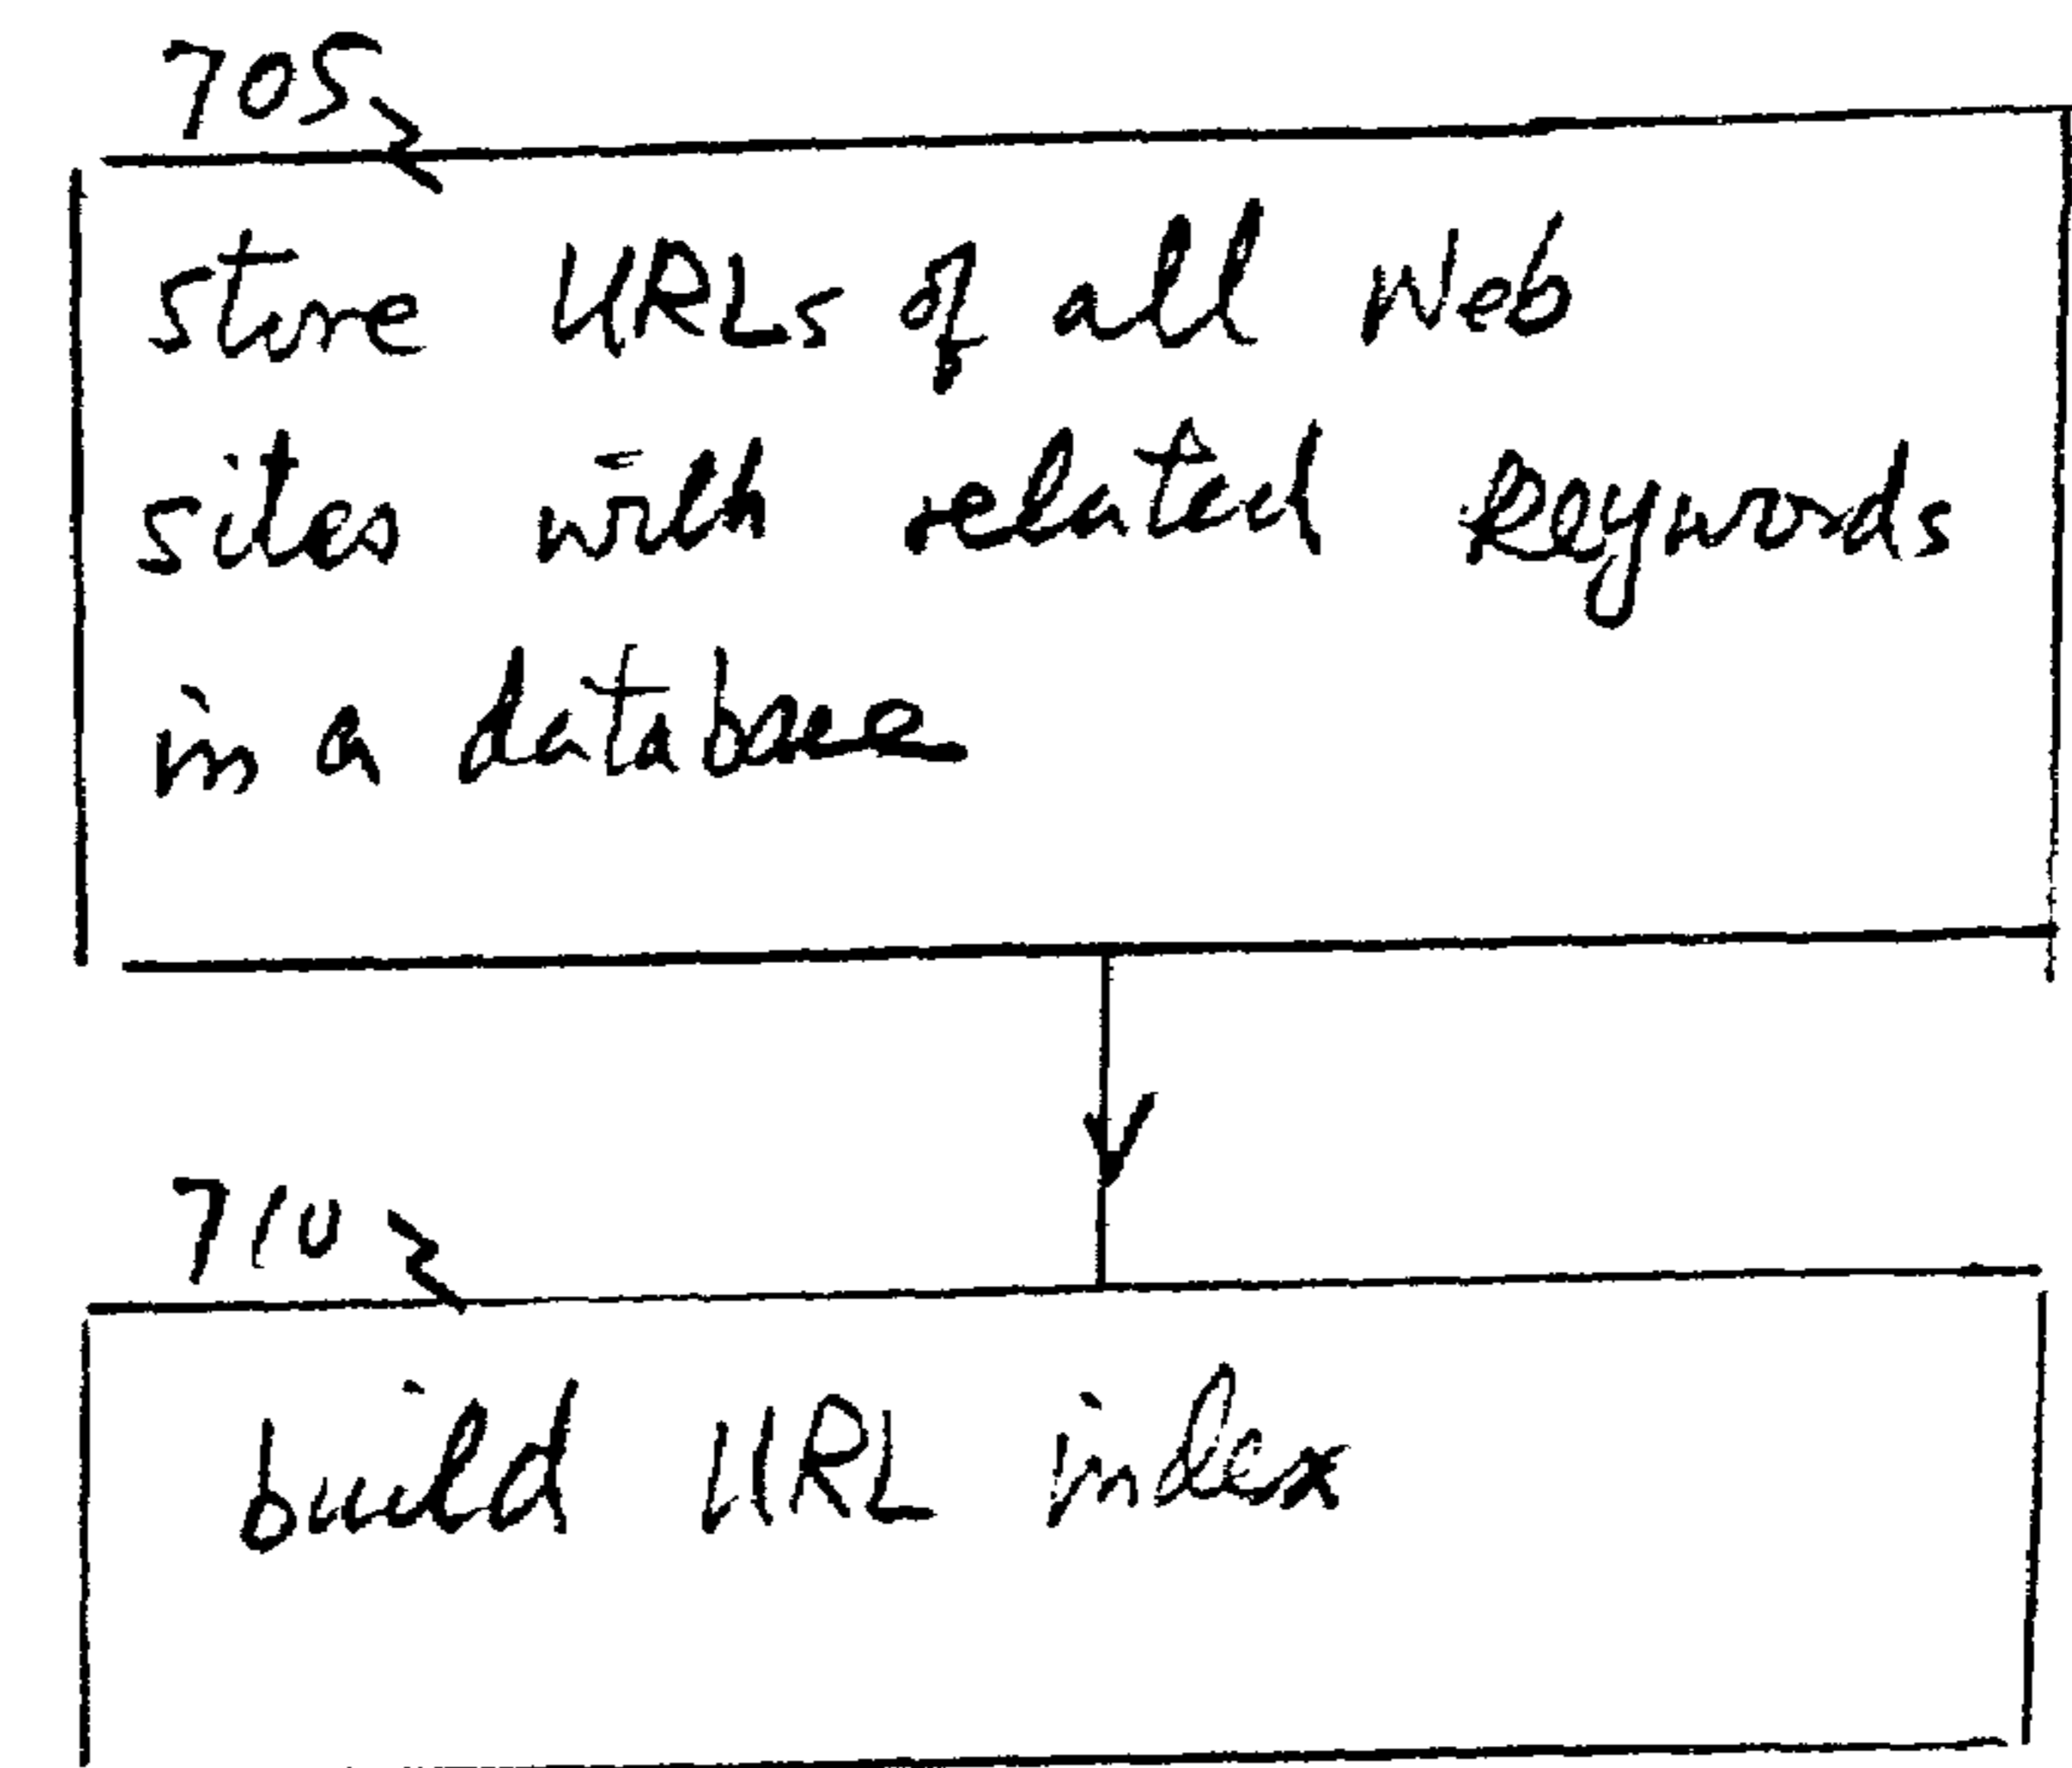 705
store URLs of all Web
sites with related keywords
in a database
710
build URL index